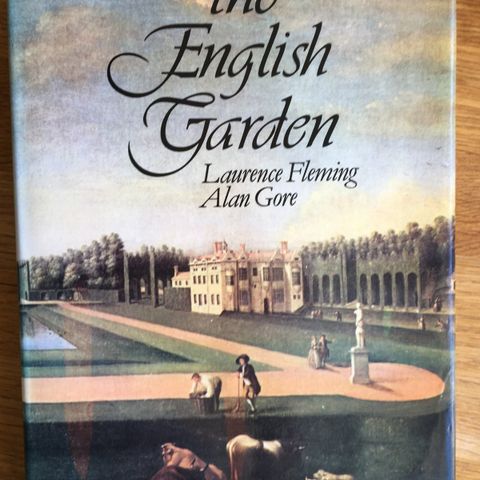 the
English
Garden
Laurence Fleming
Alan Gore